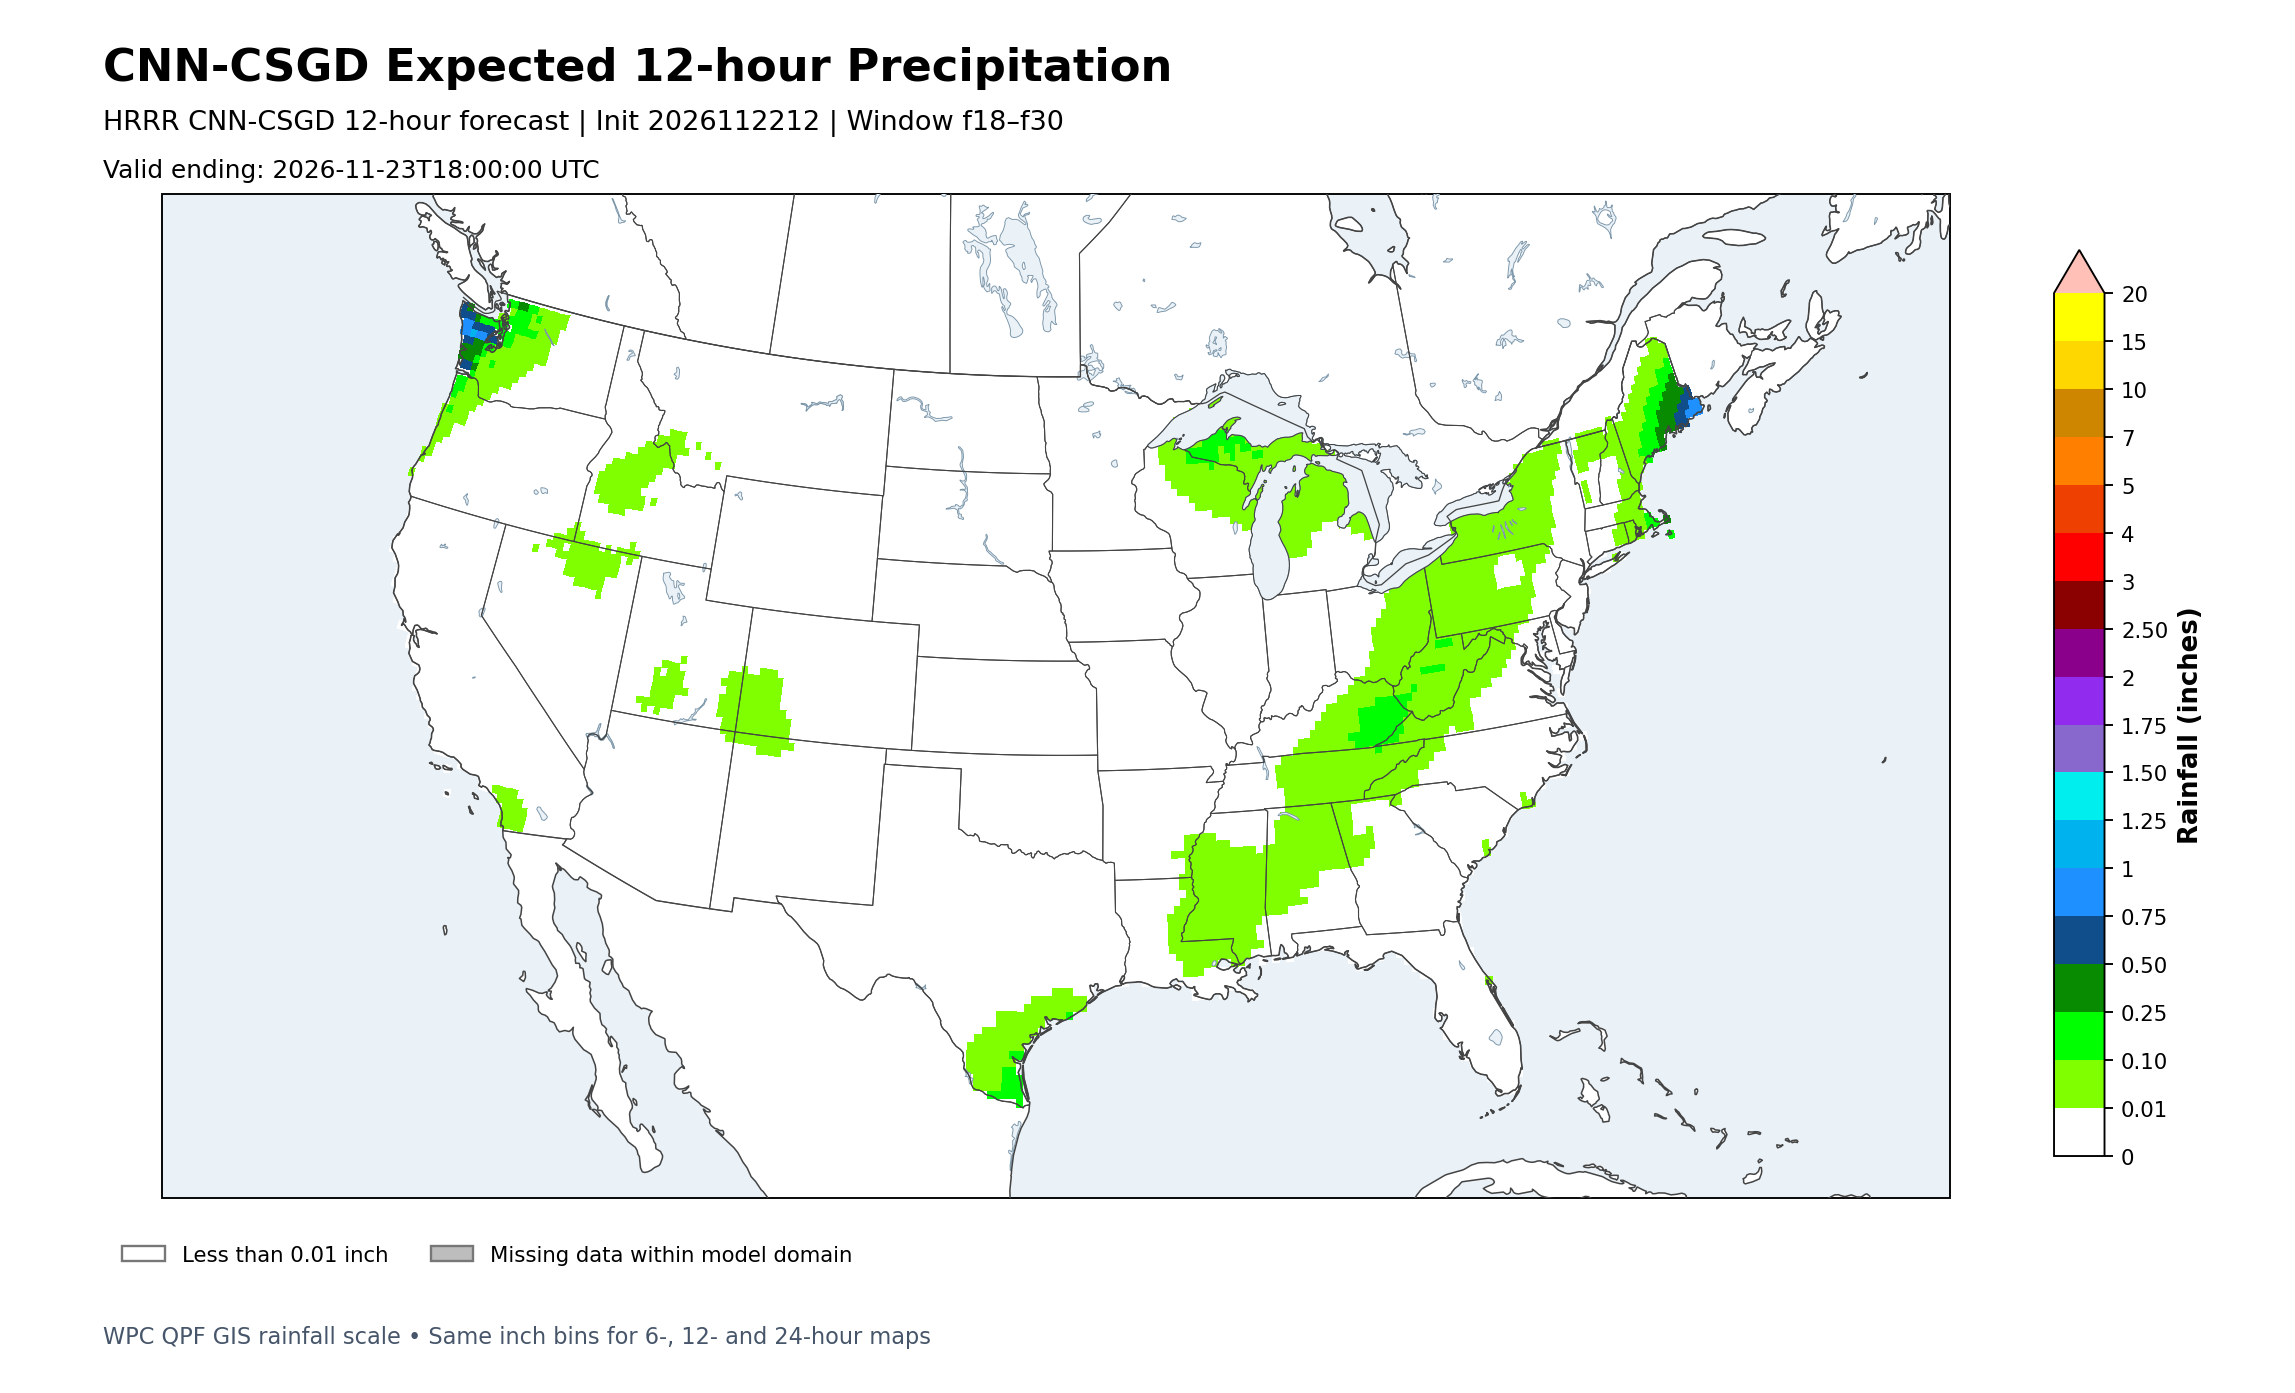 CNN-CSGD Expected 12-hour Precipitation
HRRR CNN-CSGD 12-hour forecast | Init 2026112212 | Window f18–f30
Valid ending: 2026-11-23T18:00:00 UTC
20
15
10
7
5
4
3
2.50
2
1.75
1.50
1.25
1
0.75
0.50
0.25
0.10
0.01
0
Rainfall (inches)
Less than 0.01 inch
Missing data within model domain
WPC QPF GIS rainfall scale • Same inch bins for 6-, 12- and 24-hour maps